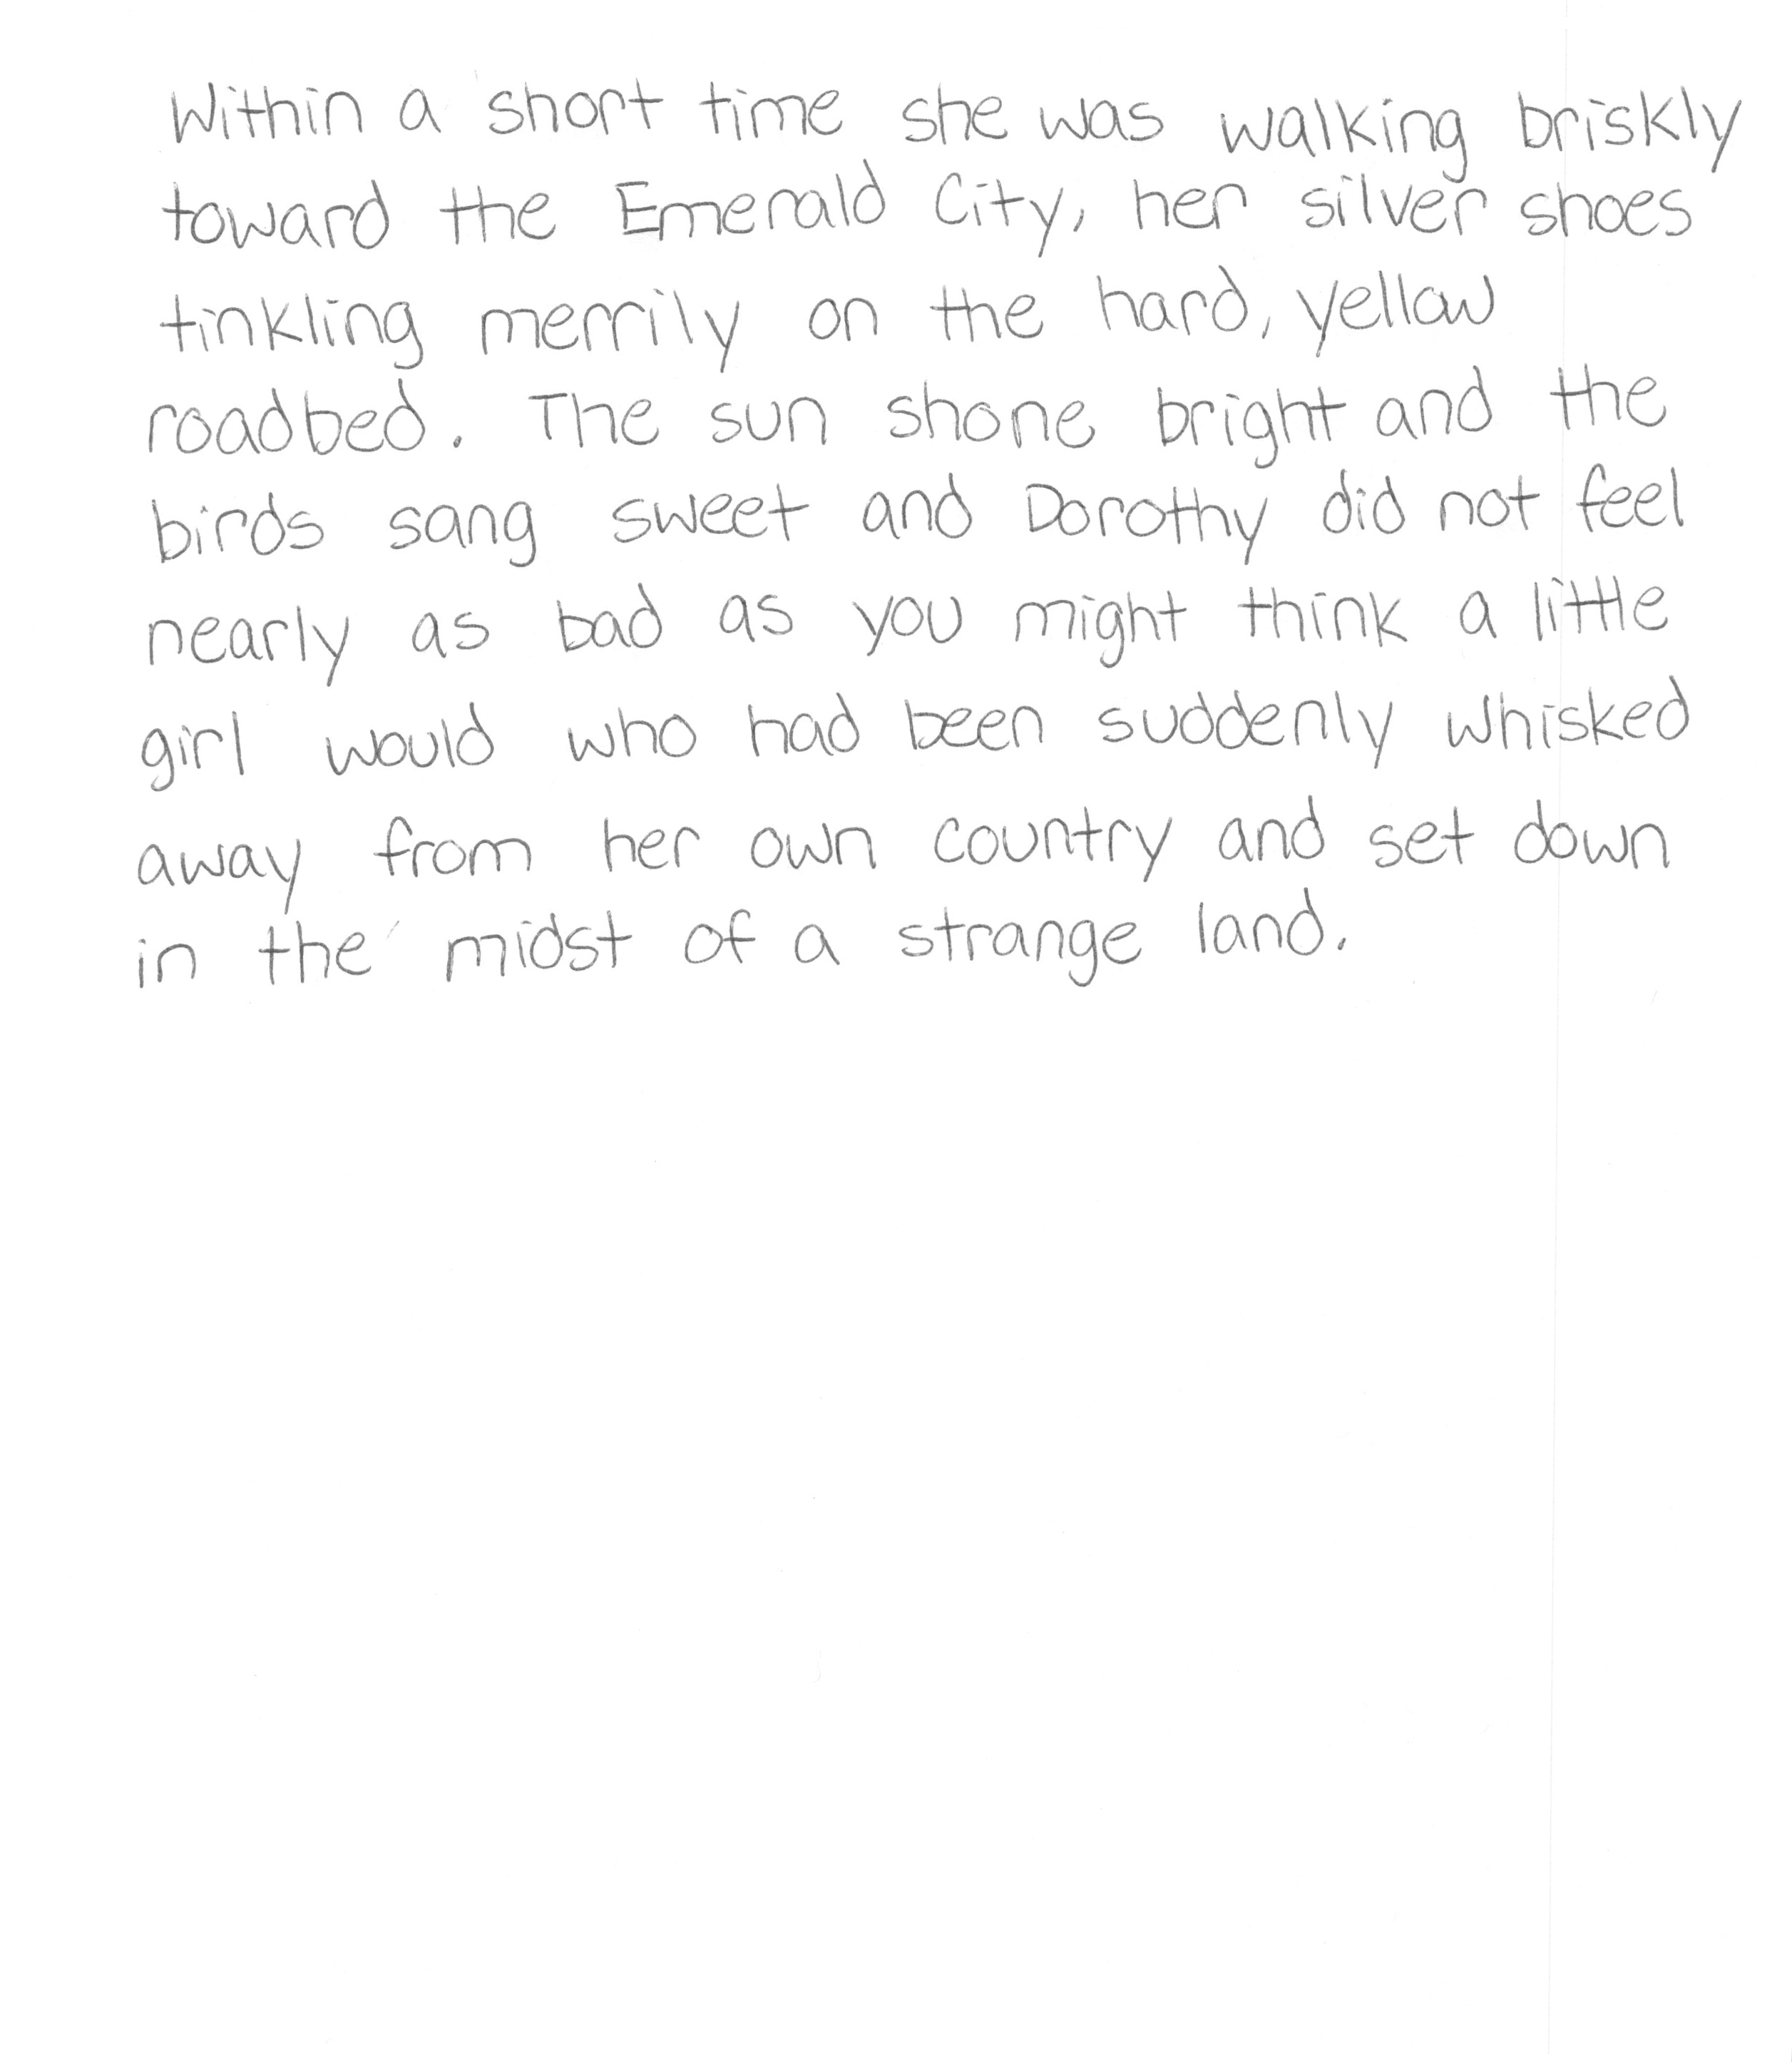 Within a short time she was walking briskly
toward the Emerald City, her silver shoes
tinkling merrily on the hard, yellow
roadbed. The sun shone bright and the
birds sang sweet and Dorothy did not feel
nearly as bad as you might think a little
girl would who had been suddenly whisked
away from her own country and set down
in the midst of a strange land.